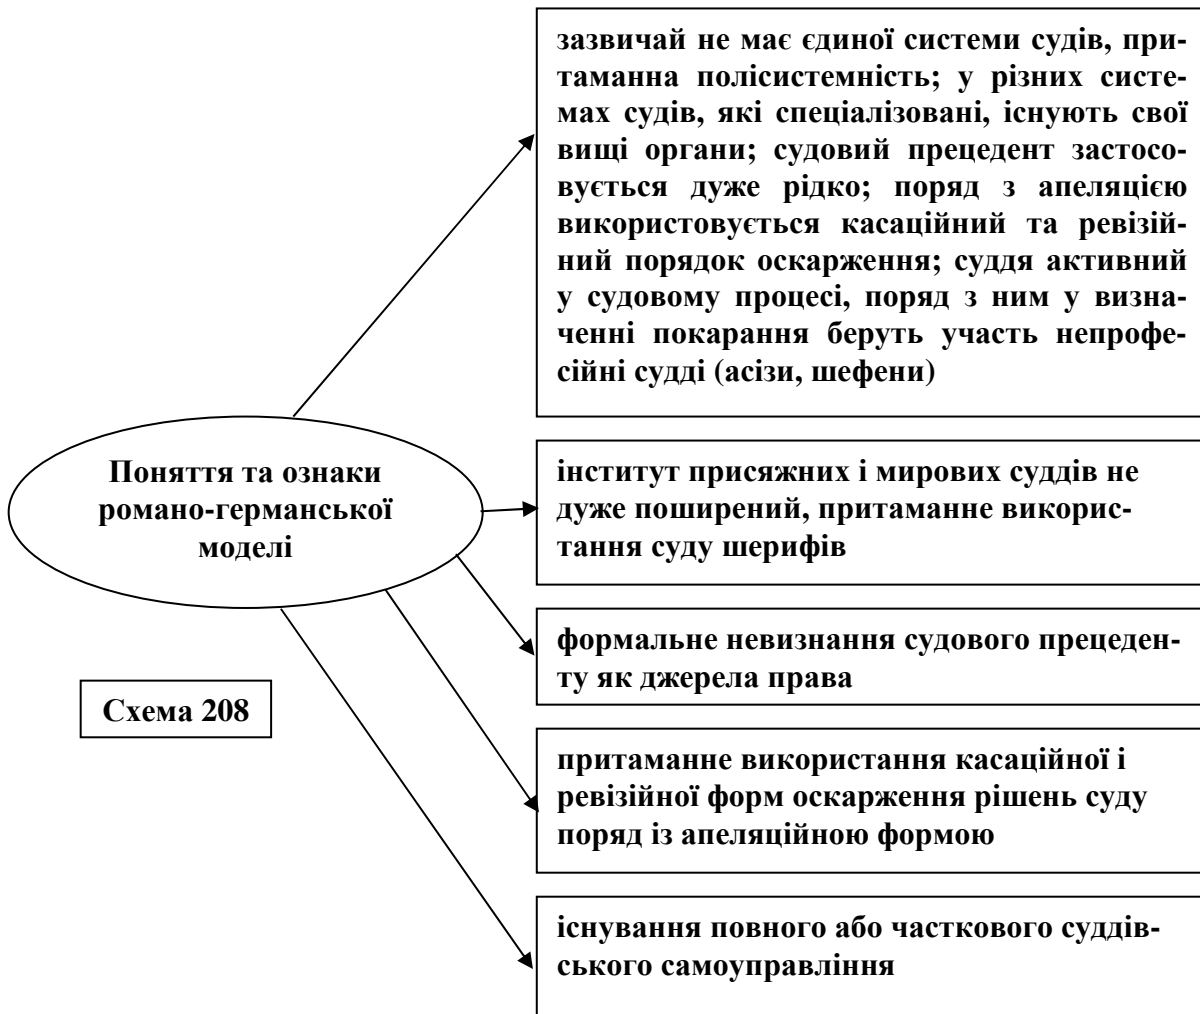 зазвичай не має єдиної системи судів, при-
таманна полісистемність; у різних систе-
мах судів, які спеціалізовані, існують свої
вищі органи; судовий прецедент застосо-
вується дуже рідко; поряд з апеляцією
використовується касаційний та ревізій-
ний порядок оскарження; суддя активний
у судовому процесі, поряд з ним у визна-
ченні покарання беруть участь непрофе-
сійні судді (асізи, шефени)
Поняття та ознаки
романо-германської
моделі
інститут присяжних і мирових суддів не
дуже поширений, притаманне викорис-
тання суду шерифів
формальне невизнання судового прецеден-
ту як джерела права
Схема 208
притаманне використання касаційної і
ревізійної форм оскарження рішень суду
поряд із апеляційною формою
існування повного або часткового суддів-
ського самоуправління